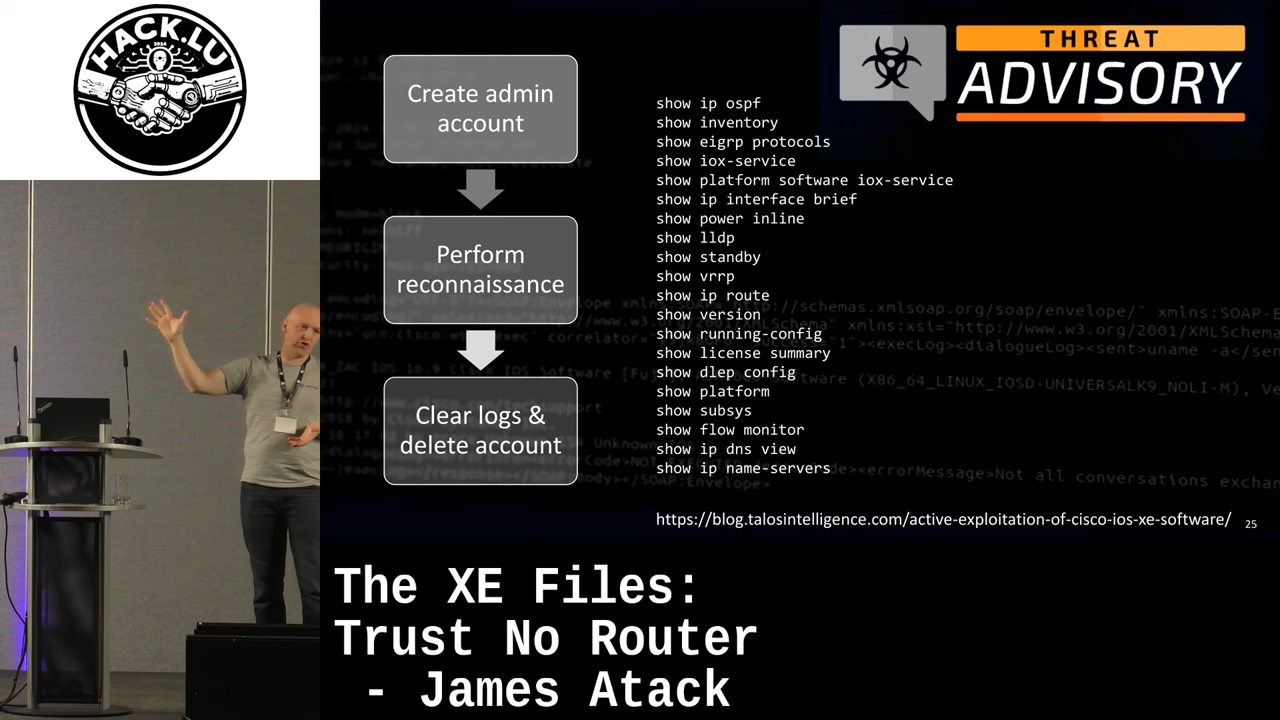 HACK.LU
2024
Create admin
account
Perform
reconnaissance
Clear logs &
delete account
THREAT
ADVISORY
show ip ospf
show inventory
show eigrp protocols
show iox-service
show platform software iox-service
show ip interface brief
show power inline
show lldp
show standby
show vrrp
show ip route
show version
show running-config
show license summary
show dlep config
show platform
show subsys
show flow monitor
show ip dns view
show ip name-servers
https://blog.talosintelligence.com/active-exploitation-of-cisco-ios-xe-software/
25
The XE Files:
Trust No Router
- James Atack